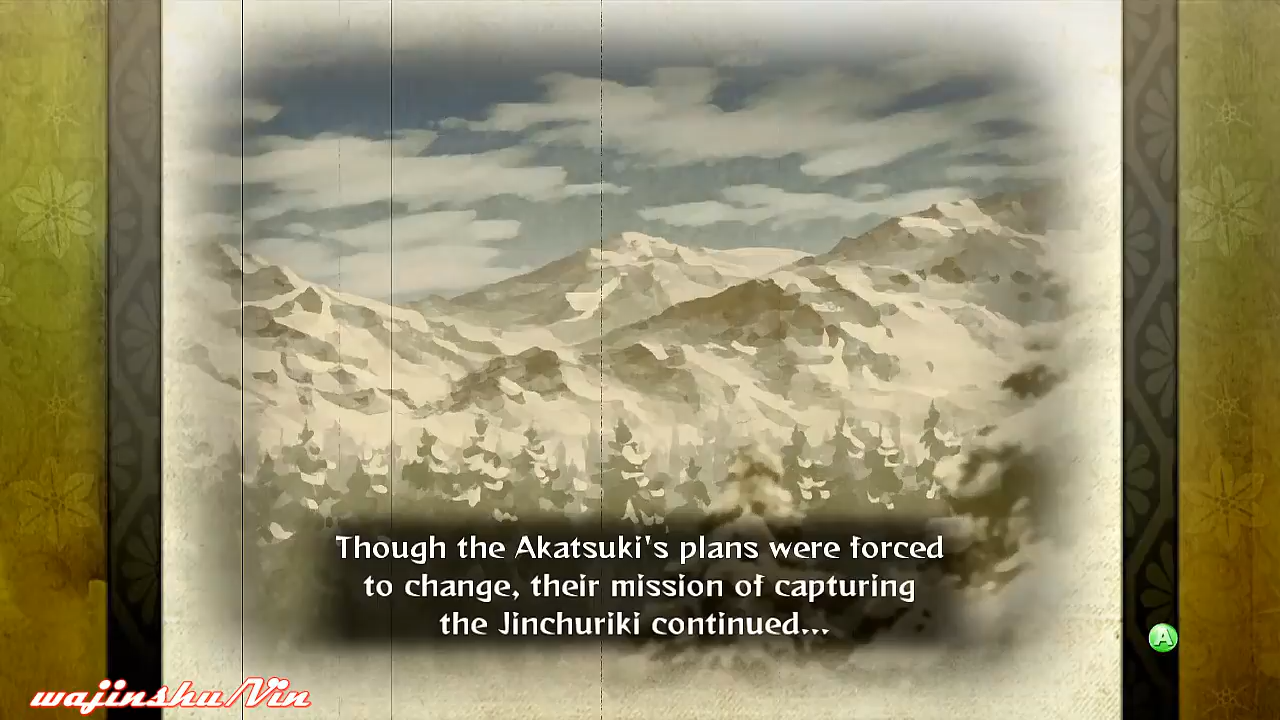 Though the Akatsuki's plans were forced
to change, their mission of capturing
the Jinchuriki continued...
A
wajinshu/Vin